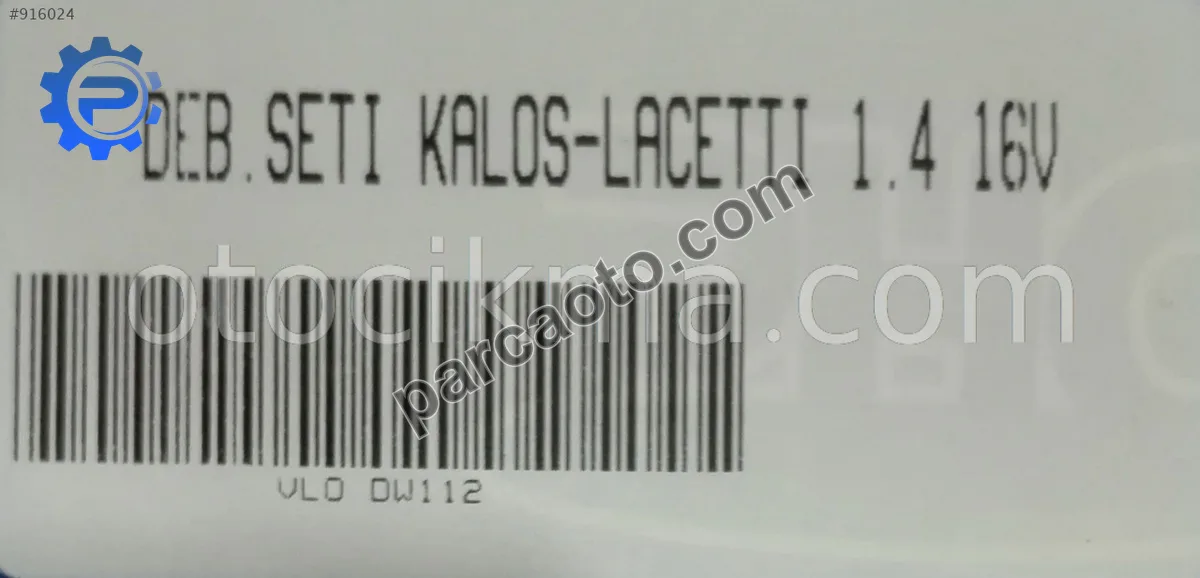 #916024
DEB.SETI KALOS-LACETTI 1.4 16V
otocikma.com
parcaoto.com
VLO DW112